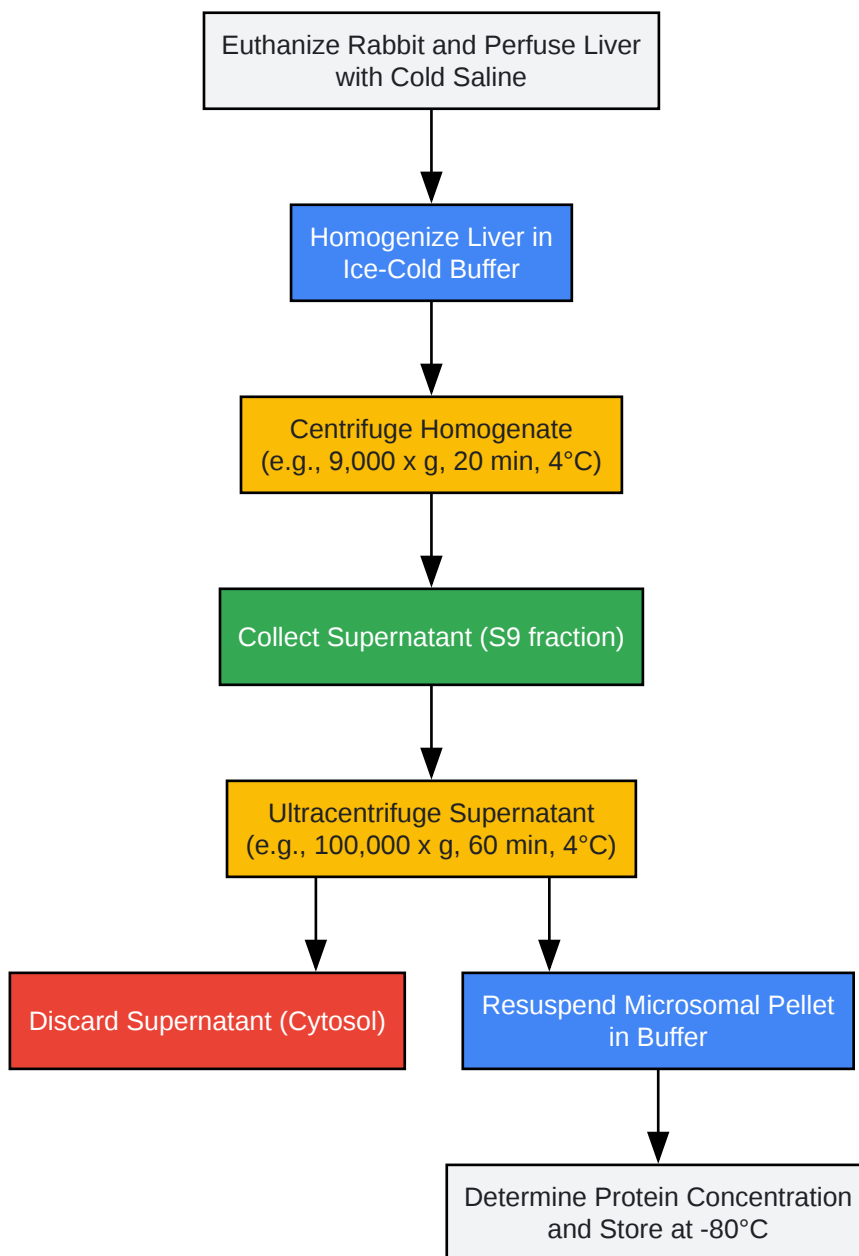 Euthanize Rabbit and Perfuse Liver
with Cold Saline
Homogenize Liver in
Ice-Cold Buffer
Centrifuge Homogenate
(e.g., 9,000 x g, 20 min, 4°C)
Collect Supernatant (S9 fraction)
Ultracentrifuge Supernatant
(e.g., 100,000 x g, 60 min, 4°C)
Discard Supernatant (Cytosol)
Resuspend Microsomal Pellet
in Buffer
Determine Protein Concentration
and Store at -80°C